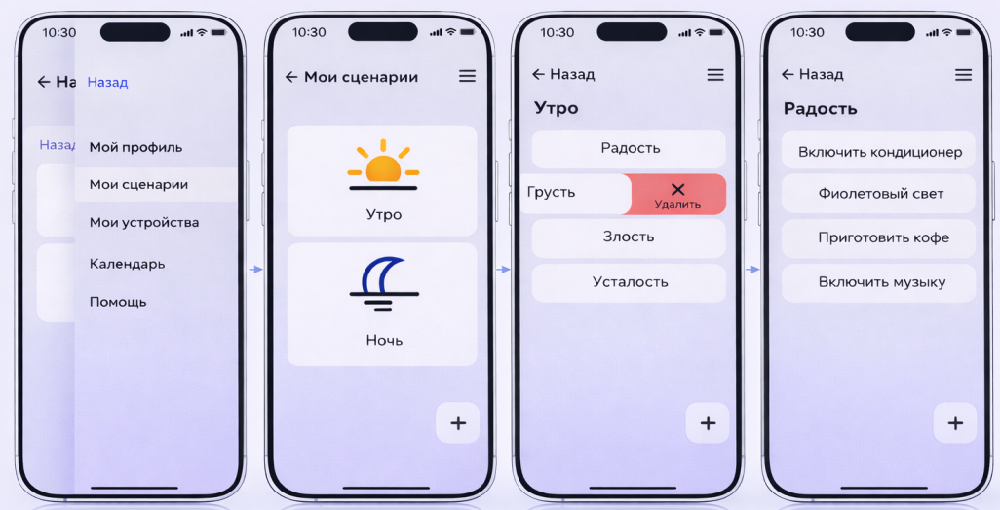 10:30
← На
Назад
Назад
Мой профиль
Мои сценарии
Мои устройства
Календарь
Помощь
10:30
← Мои сценарии
Утро
Ночь
+
10:30
← Назад
Утро
Радость
Грусть
Удалить
Злость
Усталость
+
10:30
← Назад
Радость
Включить кондиционер
Фиолетовый свет
Приготовить кофе
Включить музыку
+